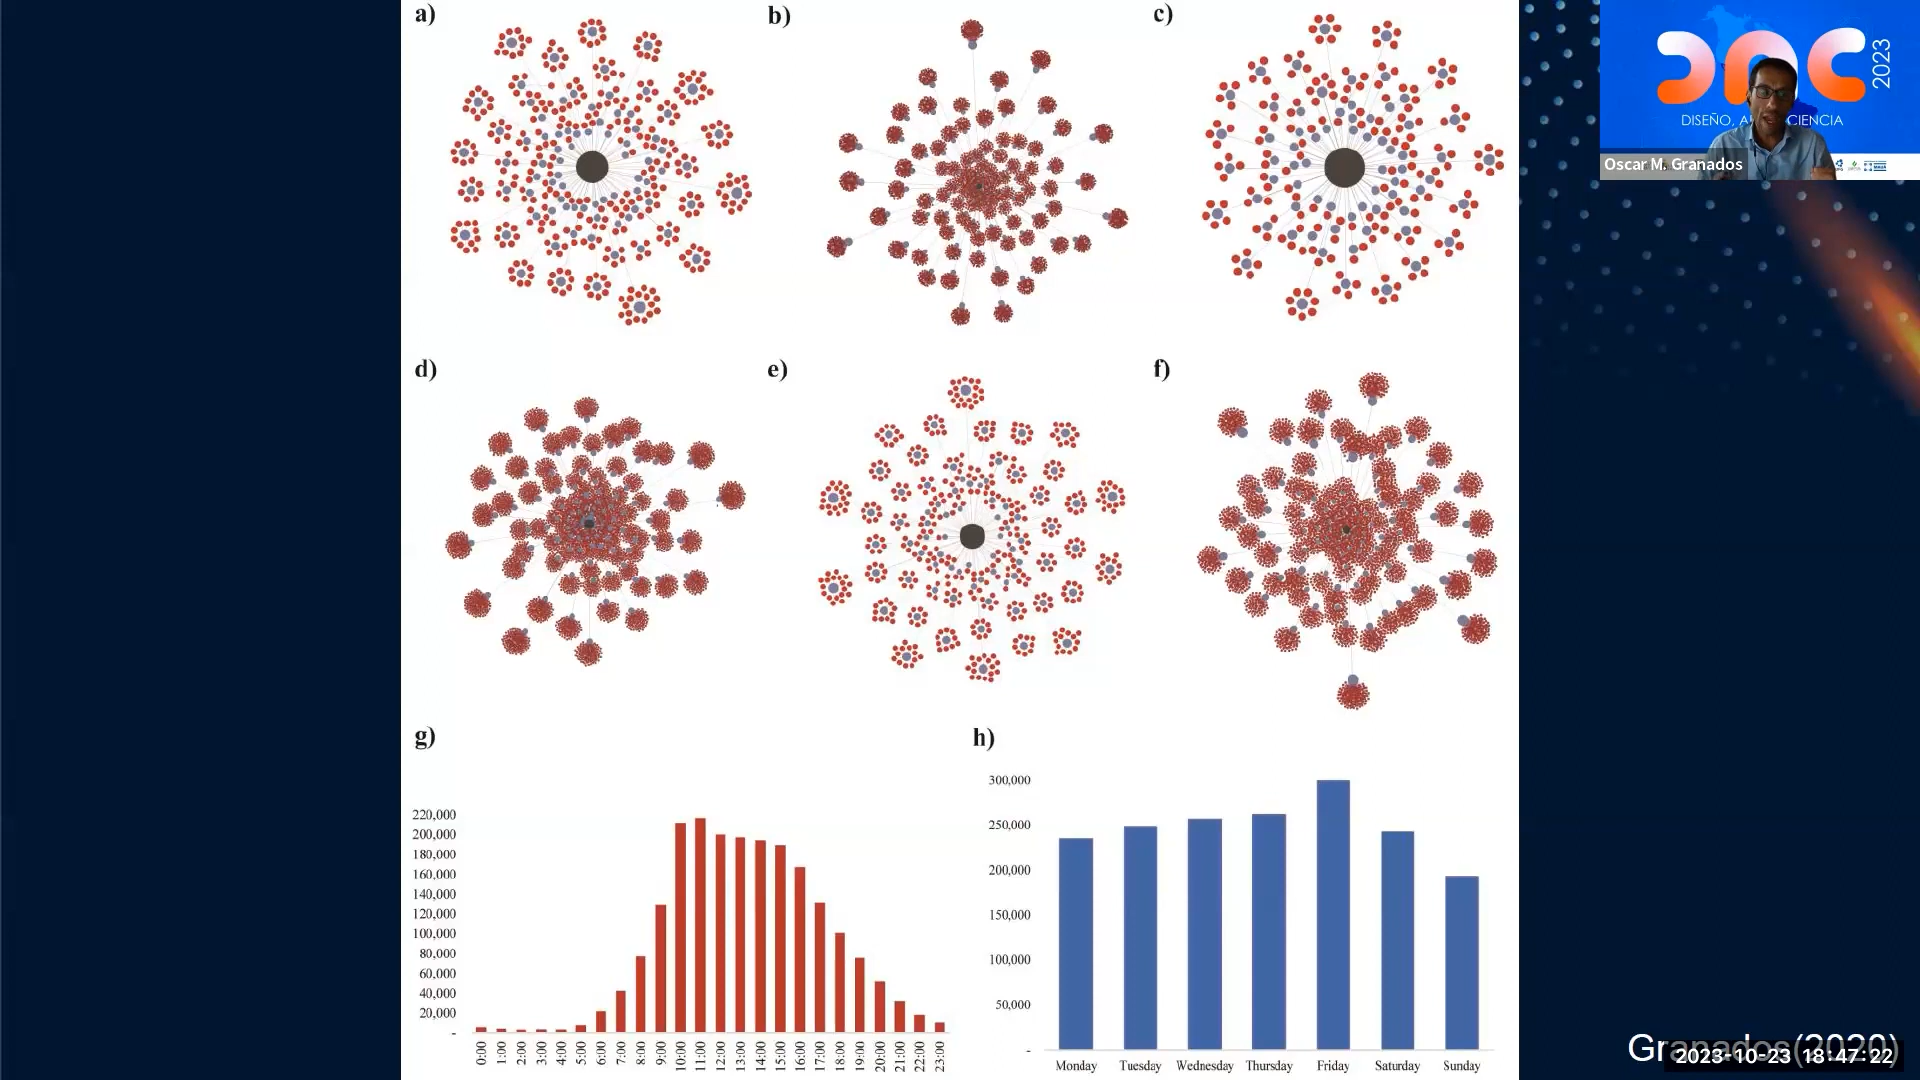 a)
b)
c)
2023
DISEÑO, A
CIENCIA
Oscar M. Granados
d)
e)
f)
g)
h)
220,000
200,000
180,000
160,000
140,000
120,000
100,000
80,000
60,000
40,000
20,000
-
0:00 1:00 2:00 3:00 4:00 5:00 6:00 7:00 8:00 9:00 10:00 11:00 12:00 13:00 14:00 15:00 16:00 17:00 18:00 19:00 20:00 21:00 22:00 23:00
300,000
250,000
200,000
150,000
100,000
50,000
-
Monday Tuesday Wednesday Thursday Friday Saturday Sunday
Granados (2020)
2023-10-23 18:47:22